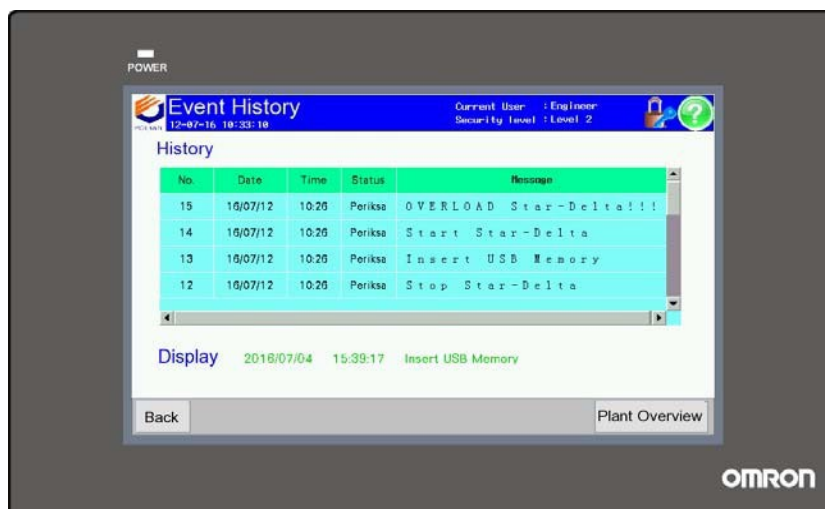 POWER
Event History
12-07-16 10:33:10
Current User : Engineer
Security level : Level 2
History
No. Date Time Status Message
15 16/07/12 10:26 Periksa OVERLOAD Star-Delta!!!
14 16/07/12 10:26 Periksa Start Star-Delta
13 16/07/12 10:26 Periksa Insert USB Memory
12 16/07/12 10:26 Periksa Stop Star-Delta
Display 2016/07/04 15:39:17 Insert USB Memory
Back
Plant Overview
OMRON